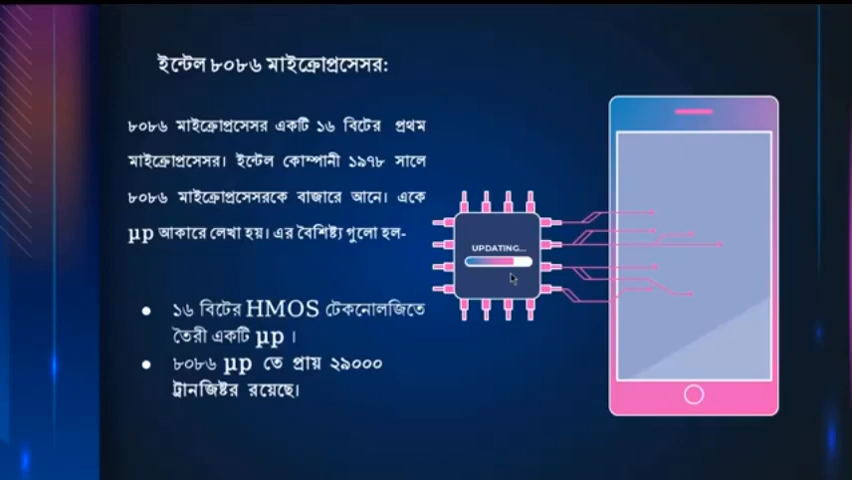 ইন্টেল ৮০৮৬ মাইক্রোপ্রসেসর:
৮০৮৬ মাইক্রোপ্রসেসর একটি ১৬ বিটের প্রথম
মাইক্রোপ্রসেসর। ইন্টেল কোম্পানী ১৯৭৮ সালে
৮০৮৬ মাইক্রোপ্রসেসরকে বাজারে আনে। একে
µp আকারে লেখা হয়। এর বৈশিষ্ট্য গুলো হল-
UPDATING...
• ১৬ বিটের HMOS টেকনোলজিতে
তৈরী একটি µp ।
• ৮০৮৬ µp তে প্রায় ২৯০০০
ট্রানজিষ্টর রয়েছে।